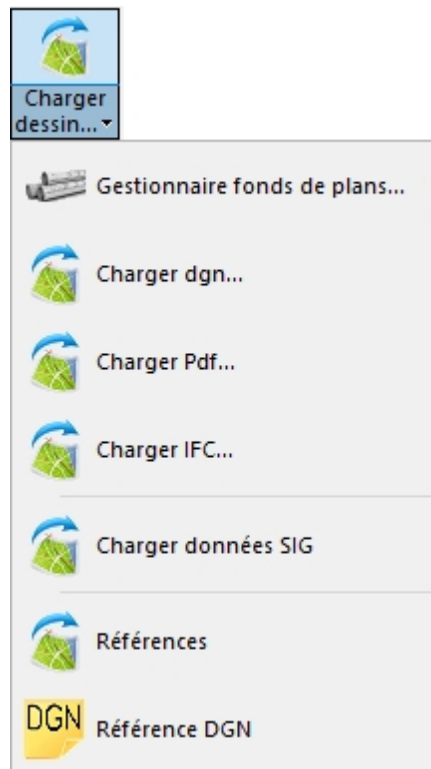 Charger
dessin...
Gestionnaire fonds de plans...
Charger dgn...
Charger Pdf...
Charger IFC...
Charger données SIG
Références
DGN Référence DGN